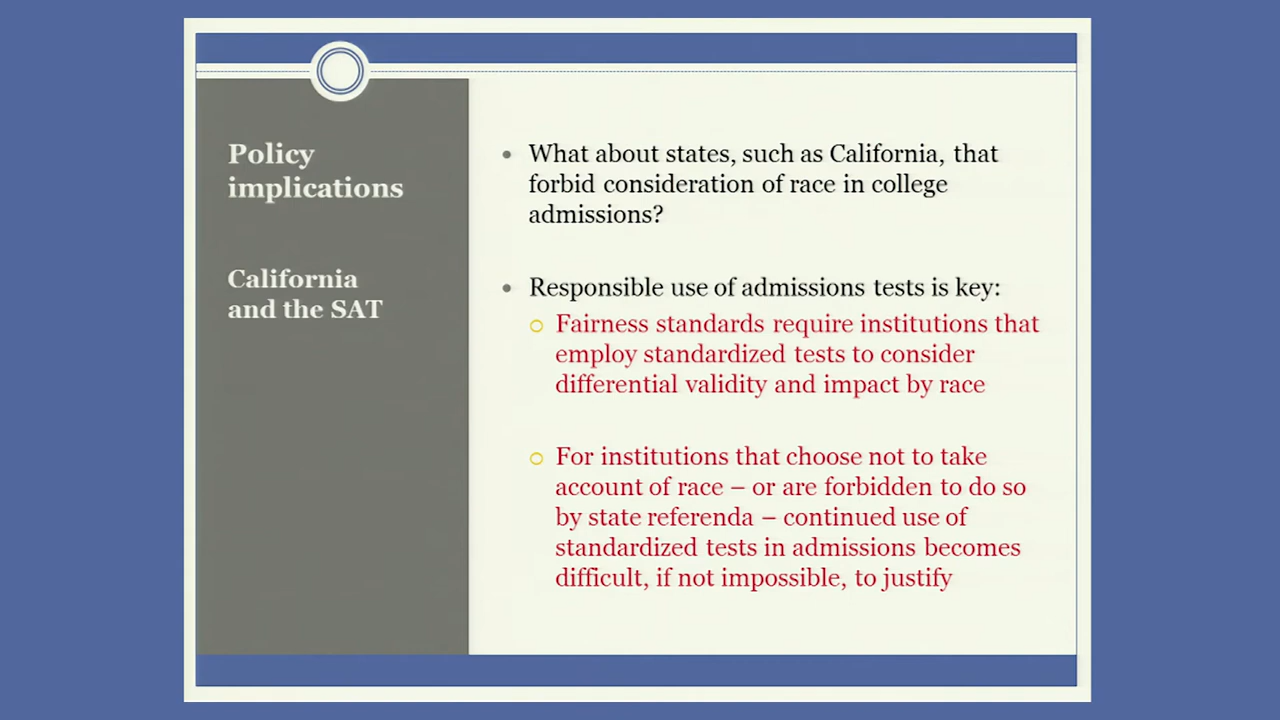 Policy
implications
California
and the SAT
• What about states, such as California, that
forbid consideration of race in college
admissions?
• Responsible use of admissions tests is key:
o Fairness standards require institutions that
employ standardized tests to consider
differential validity and impact by race
o For institutions that choose not to take
account of race – or are forbidden to do so
by state referenda – continued use of
standardized tests in admissions becomes
difficult, if not impossible, to justify